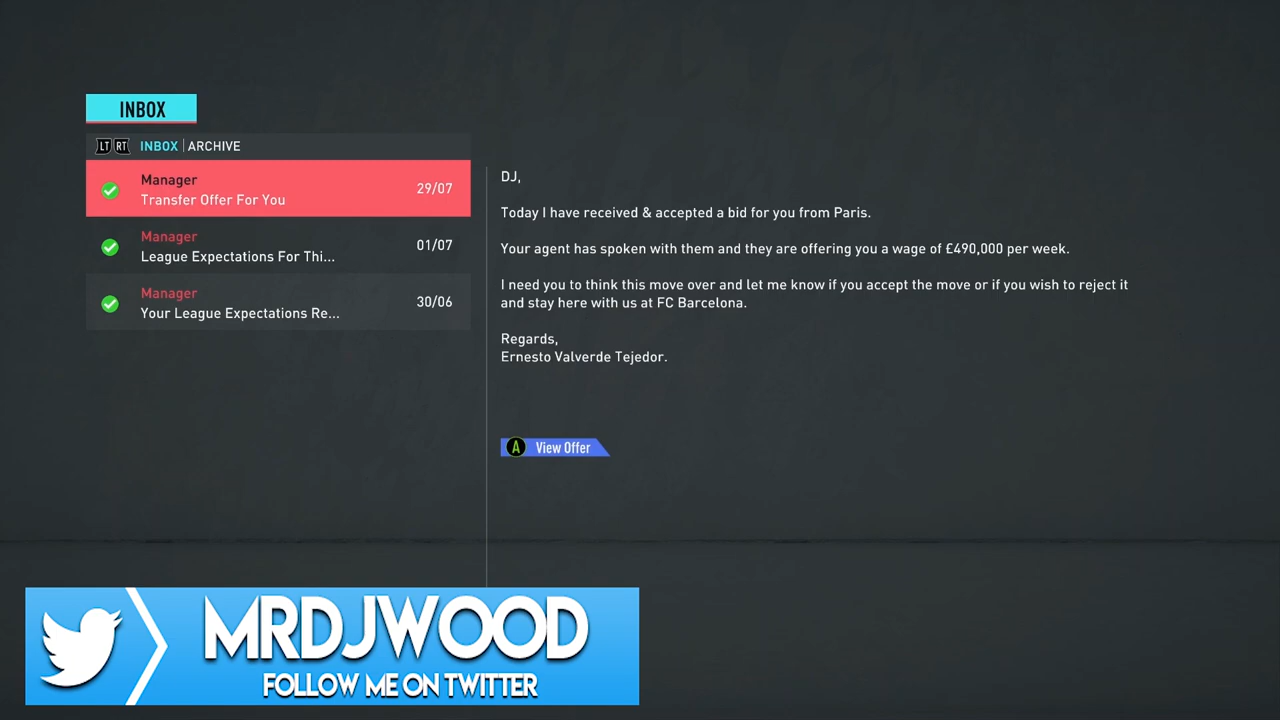 INBOX
LT RT INBOX | ARCHIVE
Manager
Transfer Offer For You
29/07
Manager
League Expectations For Thi...
01/07
Manager
Your League Expectations Re...
30/06
DJ,
Today I have received & accepted a bid for you from Paris.
Your agent has spoken with them and they are offering you a wage of £490,000 per week.
I need you to think this move over and let me know if you accept the move or if you wish to reject it
and stay here with us at FC Barcelona.
Regards,
Ernesto Valverde Tejedor.
A View Offer
MRDJWOOD
FOLLOW ME ON TWITTER